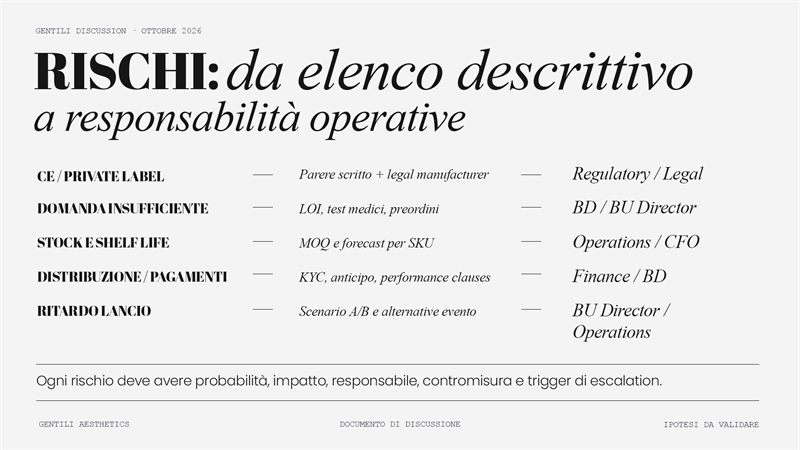 GENTILI DISCUSSION · OTTOBRE 2026
RISCHI: da elenco descrittivo
a responsabilità operative
CE / PRIVATE LABEL — Parere scritto + legal manufacturer — Regulatory / Legal
DOMANDA INSUFFICIENTE — LOI, test medici, preordini — BD / BU Director
STOCK E SHELF LIFE — MOQ e forecast per SKU — Operations / CFO
DISTRIBUZIONE / PAGAMENTI — KYC, anticipo, performance clauses — Finance / BD
RITARDO LANCIO — Scenario A/B e alternative evento — BU Director /
Operations
Ogni rischio deve avere probabilità, impatto, responsabile, contromisura e trigger di escalation.
GENTILI AESTHETICS DOCUMENTO DI DISCUSSIONE IPOTESI DA VALIDARE